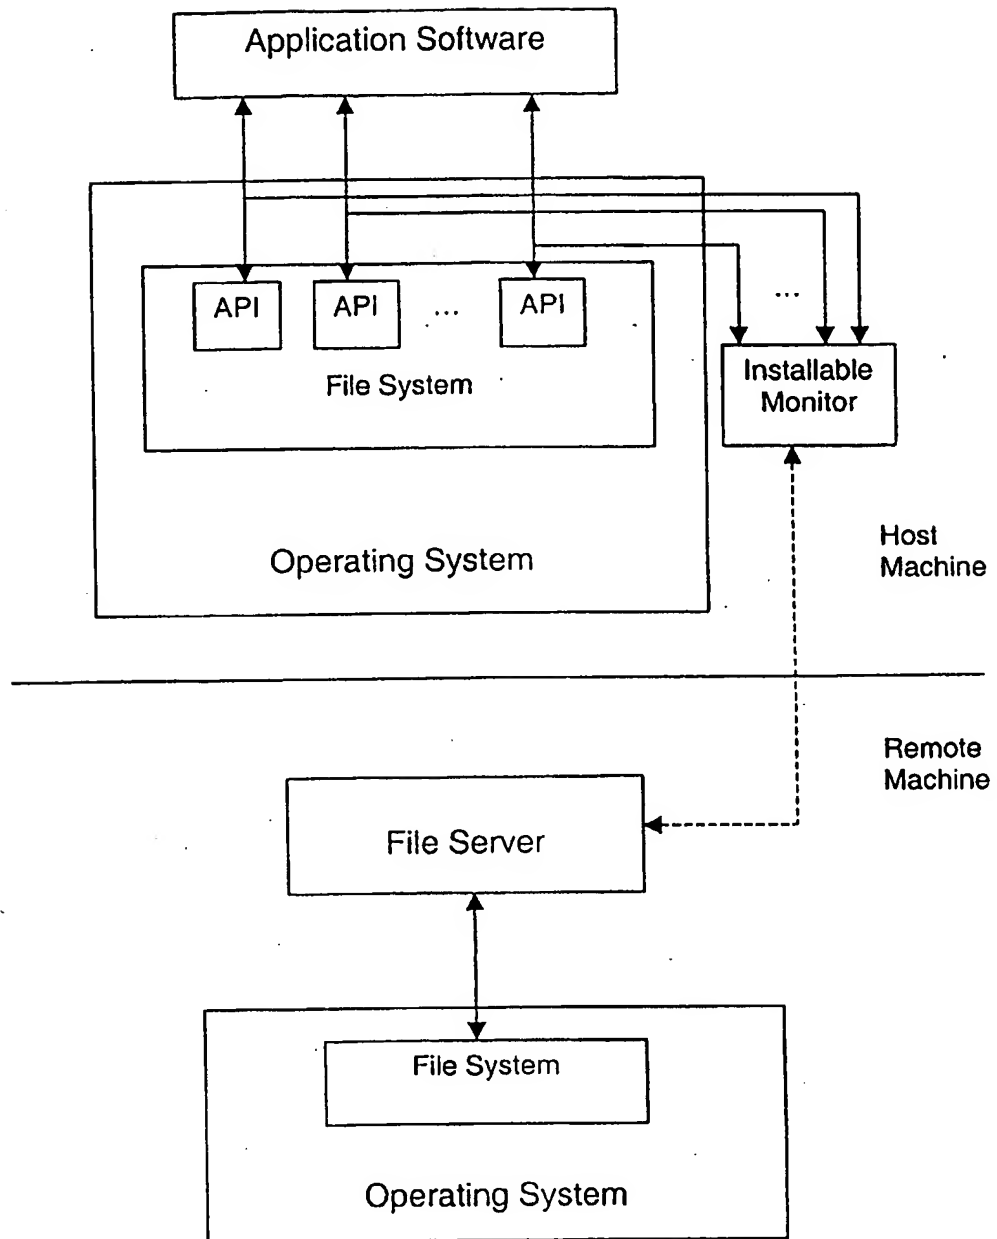 Application Software
API API ... API
...
File System
Installable
Monitor
Operating System
Host
Machine
Remote
Machine
File Server
File System
Operating System